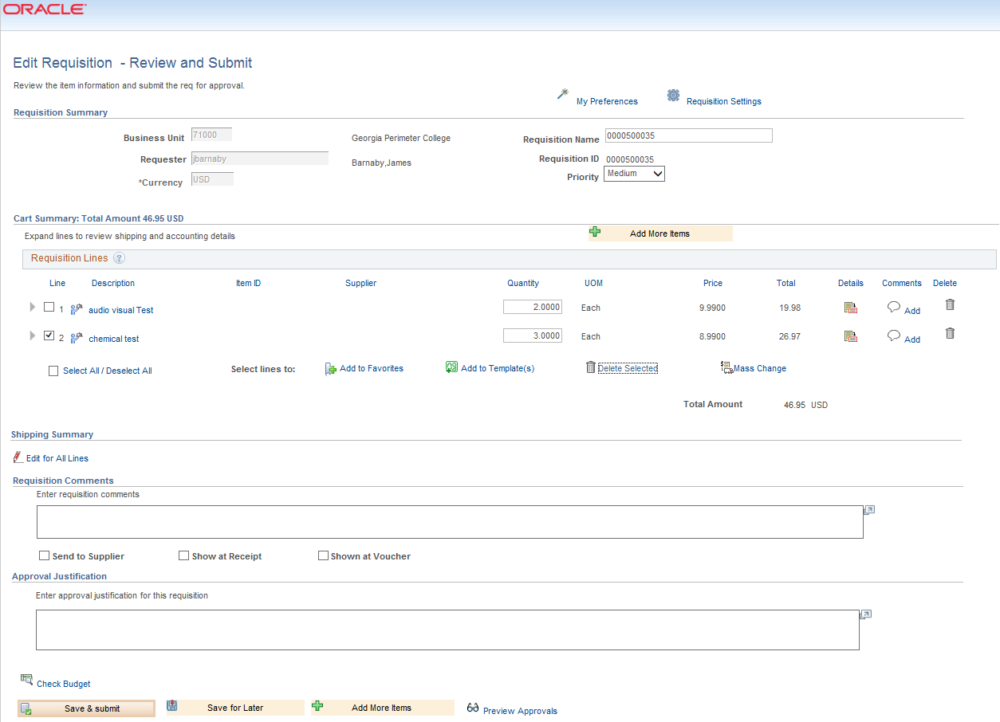 ORACLE
Edit Requisition - Review and Submit
Review the item information and submit the req for approval.
My Preferences Requisition Settings
Requisition Summary
Business Unit 71000 Georgia Perimeter College Requisition Name 0000500035
Requester jbarnaby Barnaby,James Requisition ID 0000500035
*Currency USD Priority Medium
Cart Summary: Total Amount 46.95 USD
Expand lines to review shipping and accounting details Add More Items
Requisition Lines ?
Line Description Item ID Supplier Quantity UOM Price Total Details Comments Delete
1 audio visual Test 2.0000 Each 9.9900 19.98 Add
2 chemical test 3.0000 Each 8.9900 26.97 Add
Select All / Deselect All Select lines to: Add to Favorites Add to Template(s) Delete Selected Mass Change
Total Amount 46.95 USD
Shipping Summary
Edit for All Lines
Requisition Comments
Enter requisition comments
Send to Supplier Show at Receipt Shown at Voucher
Approval Justification
Enter approval justification for this requisition
Check Budget
Save & submit Save for Later Add More Items Preview Approvals